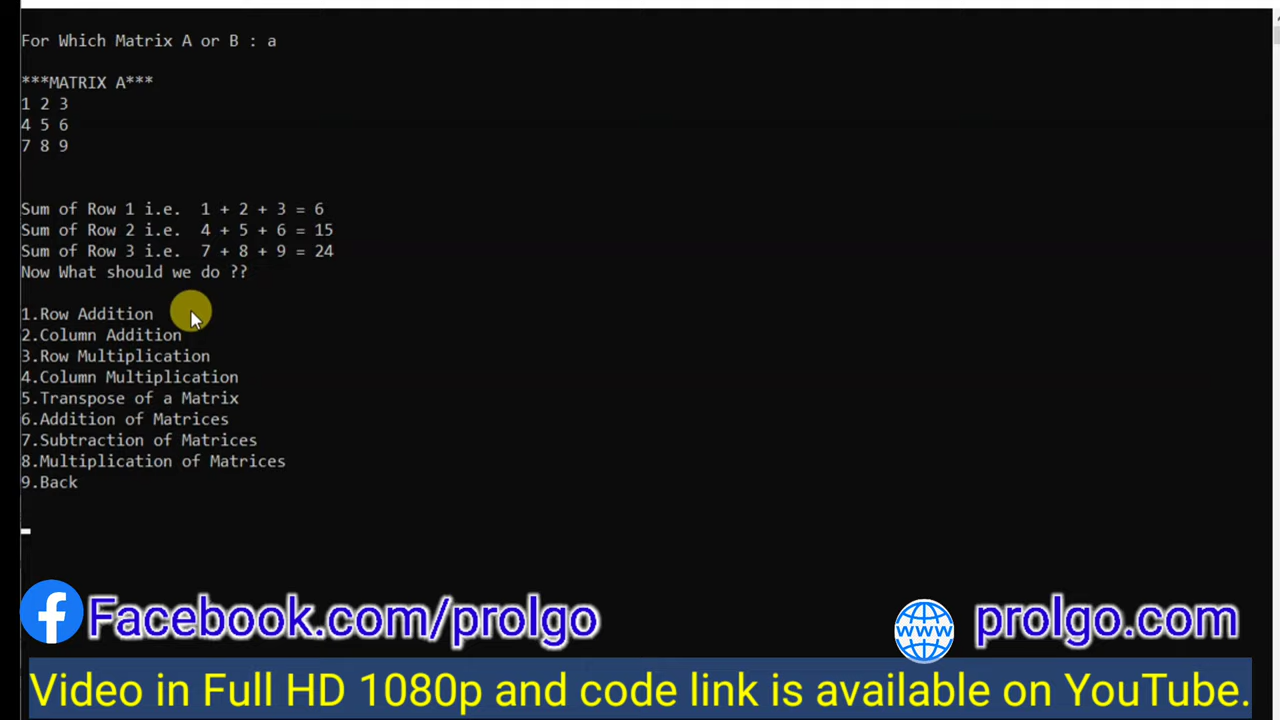 For Which Matrix A or B : a
***MATRIX A***
1 2 3
4 5 6
7 8 9
Sum of Row 1 i.e.  1 + 2 + 3 = 6
Sum of Row 2 i.e.  4 + 5 + 6 = 15
Sum of Row 3 i.e.  7 + 8 + 9 = 24
Now What should we do ??
1.Row Addition
2.Column Addition
3.Row Multiplication
4.Column Multiplication
5.Transpose of a Matrix
6.Addition of Matrices
7.Subtraction of Matrices
8.Multiplication of Matrices
9.Back
Facebook.com/prolgo
www prolgo.com
Video in Full HD 1080p and code link is available on YouTube.